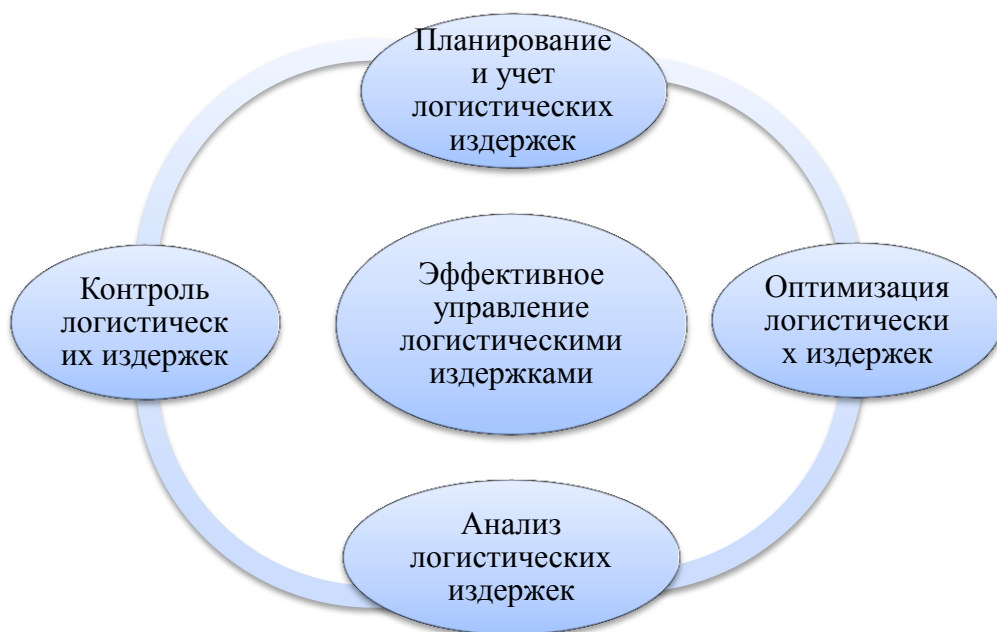 Планирование
и учет
логистических
издержек
Эффективное
управление
логистическими
издержками
Контроль
логистическ
их издержек
Оптимизация
логистически
х издержек
Анализ
логистических
издержек